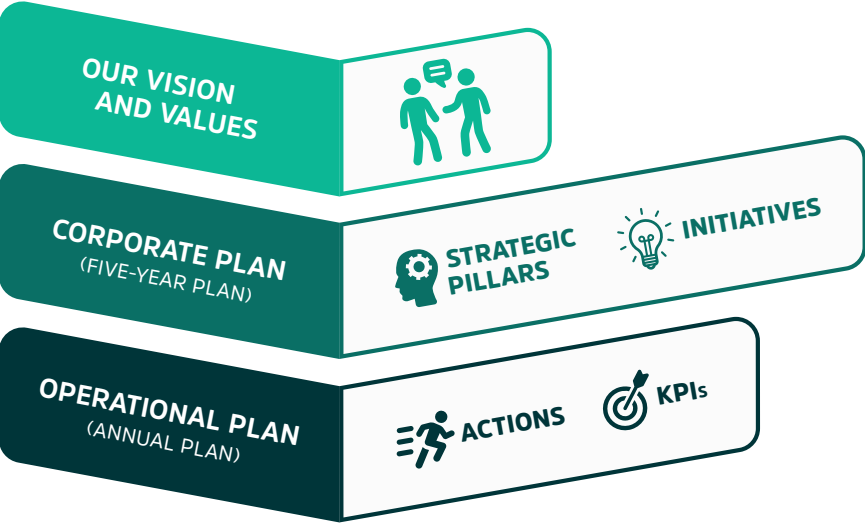 OUR VISION
AND VALUES
CORPORATE PLAN
(FIVE-YEAR PLAN)
STRATEGIC
PILLARS
INITIATIVES
OPERATIONAL PLAN
(ANNUAL PLAN)
ACTIONS
KPIs